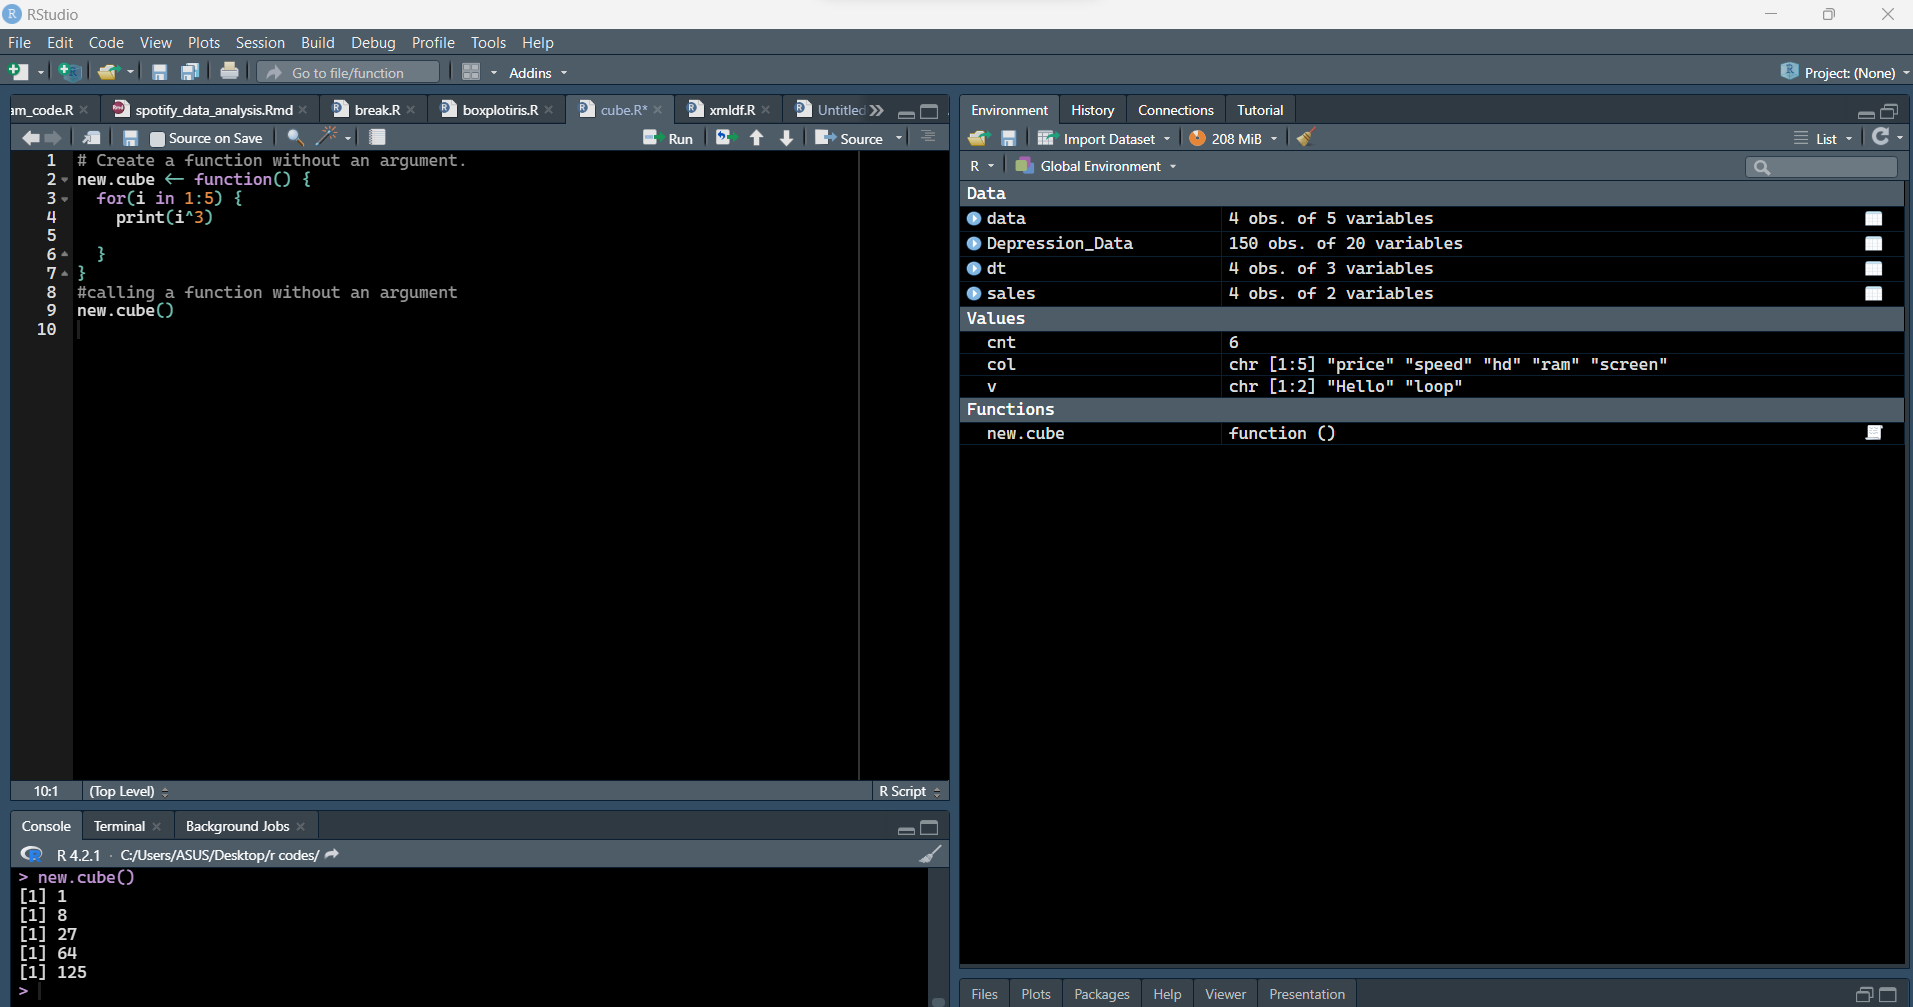 RStudio
File Edit Code View Plots Session Build Debug Profile Tools Help
Go to file/function Addins Project: (None)
am_code.R spotify_data_analysis.Rmd break.R boxplotiris.R cube.R* xmldf.R Untitled
Source on Save Run Source
1 # Create a function without an argument.
2 new.cube <- function() {
3 for(i in 1:5) {
4 print(i^3)
5
6 }
7 }
8 #calling a function without an argument
9 new.cube()
10
10:1 (Top Level) R Script
Console Terminal Background Jobs
R 4.2.1 · C:/Users/ASUS/Desktop/r codes/
> new.cube()
[1] 1
[1] 8
[1] 27
[1] 64
[1] 125
>
Environment History Connections Tutorial
Import Dataset 208 MiB List
R Global Environment
Data
data 4 obs. of 5 variables
Depression_Data 150 obs. of 20 variables
dt 4 obs. of 3 variables
sales 4 obs. of 2 variables
Values
cnt 6
col chr [1:5] "price" "speed" "hd" "ram" "screen"
v chr [1:2] "Hello" "loop"
Functions
new.cube function ()
Files Plots Packages Help Viewer Presentation